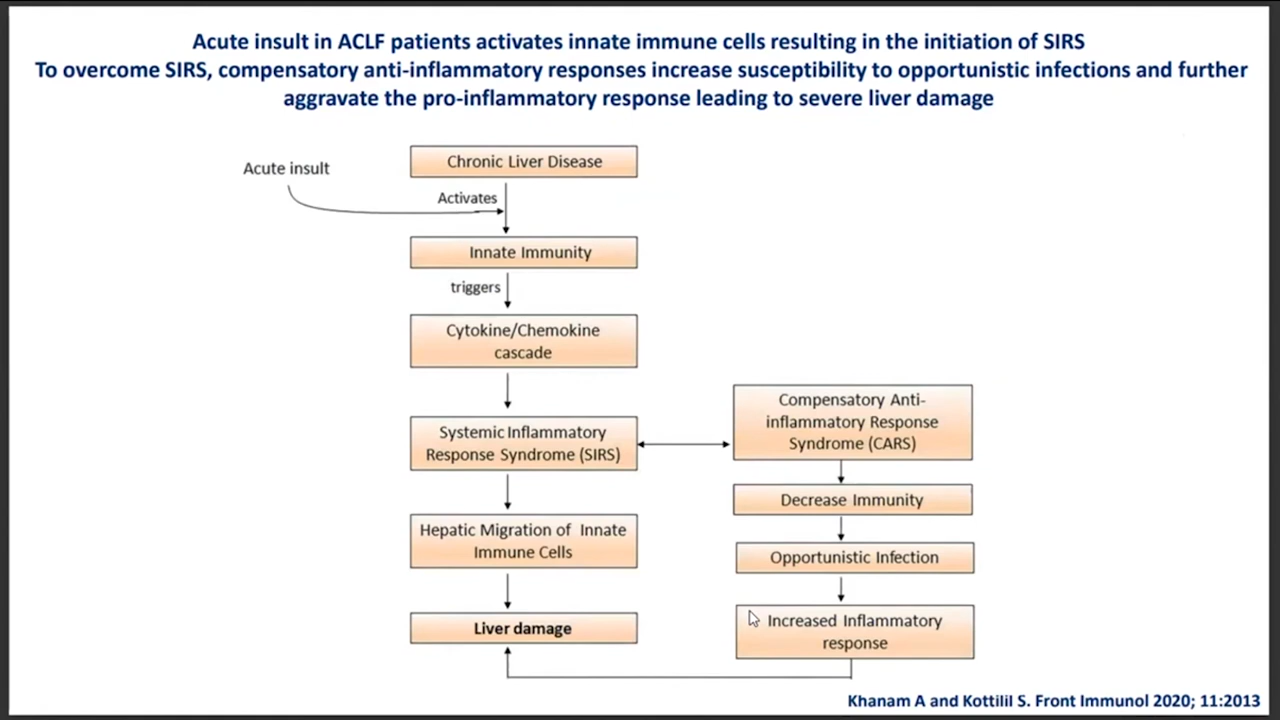 Acute insult in ACLF patients activates innate immune cells resulting in the initiation of SIRS
To overcome SIRS, compensatory anti-inflammatory responses increase susceptibility to opportunistic infections and further
aggravate the pro-inflammatory response leading to severe liver damage
Acute insult
Chronic Liver Disease
Activates
Innate Immunity
triggers
Cytokine/Chemokine
cascade
Systemic Inflammatory
Response Syndrome (SIRS)
Hepatic Migration of Innate
Immune Cells
Liver damage
Compensatory Anti-
inflammatory Response
Syndrome (CARS)
Decrease Immunity
Opportunistic Infection
Increased Inflammatory
response
Khanam A and Kottilil S. Front Immunol 2020; 11:2013